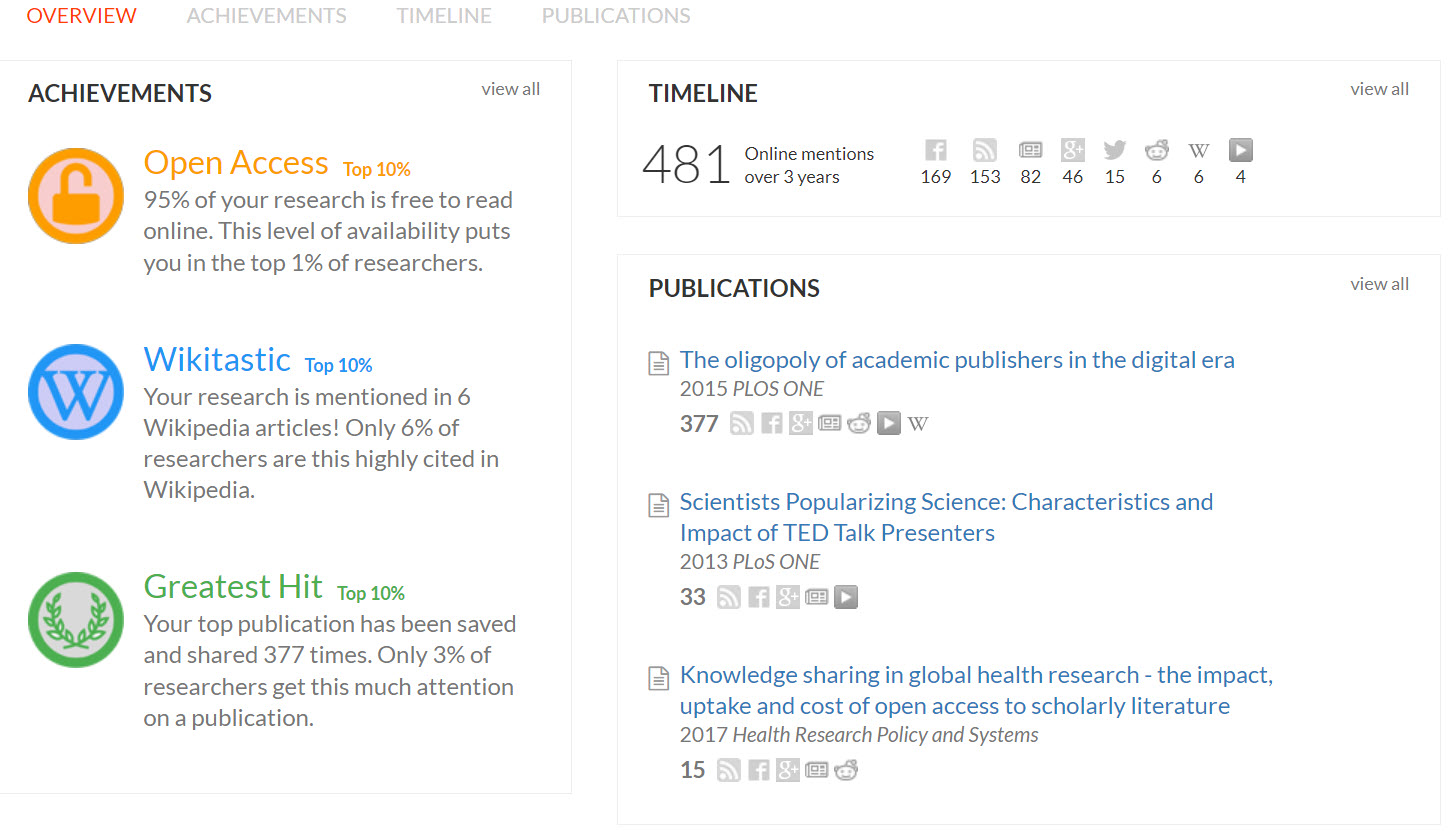 OVERVIEW ACHIEVEMENTS TIMELINE PUBLICATIONS
ACHIEVEMENTS view all
Open Access Top 10%
95% of your research is free to read
online. This level of availability puts
you in the top 1% of researchers.
W
Wikitastic Top 10%
Your research is mentioned in 6
Wikipedia articles! Only 6% of
researchers are this highly cited in
Wikipedia.
Greatest Hit Top 10%
Your top publication has been saved
and shared 377 times. Only 3% of
researchers get this much attention
on a publication.
TIMELINE view all
481 Online mentions
over 3 years
f g+ W
169 153 82 46 15 6 6 4
PUBLICATIONS view all
The oligopoly of academic publishers in the digital era
2015 PLOS ONE
377 f g+ W
Scientists Popularizing Science: Characteristics and
Impact of TED Talk Presenters
2013 PLoS ONE
33 f g+
Knowledge sharing in global health research - the impact,
uptake and cost of open access to scholarly literature
2017 Health Research Policy and Systems
15 f g+